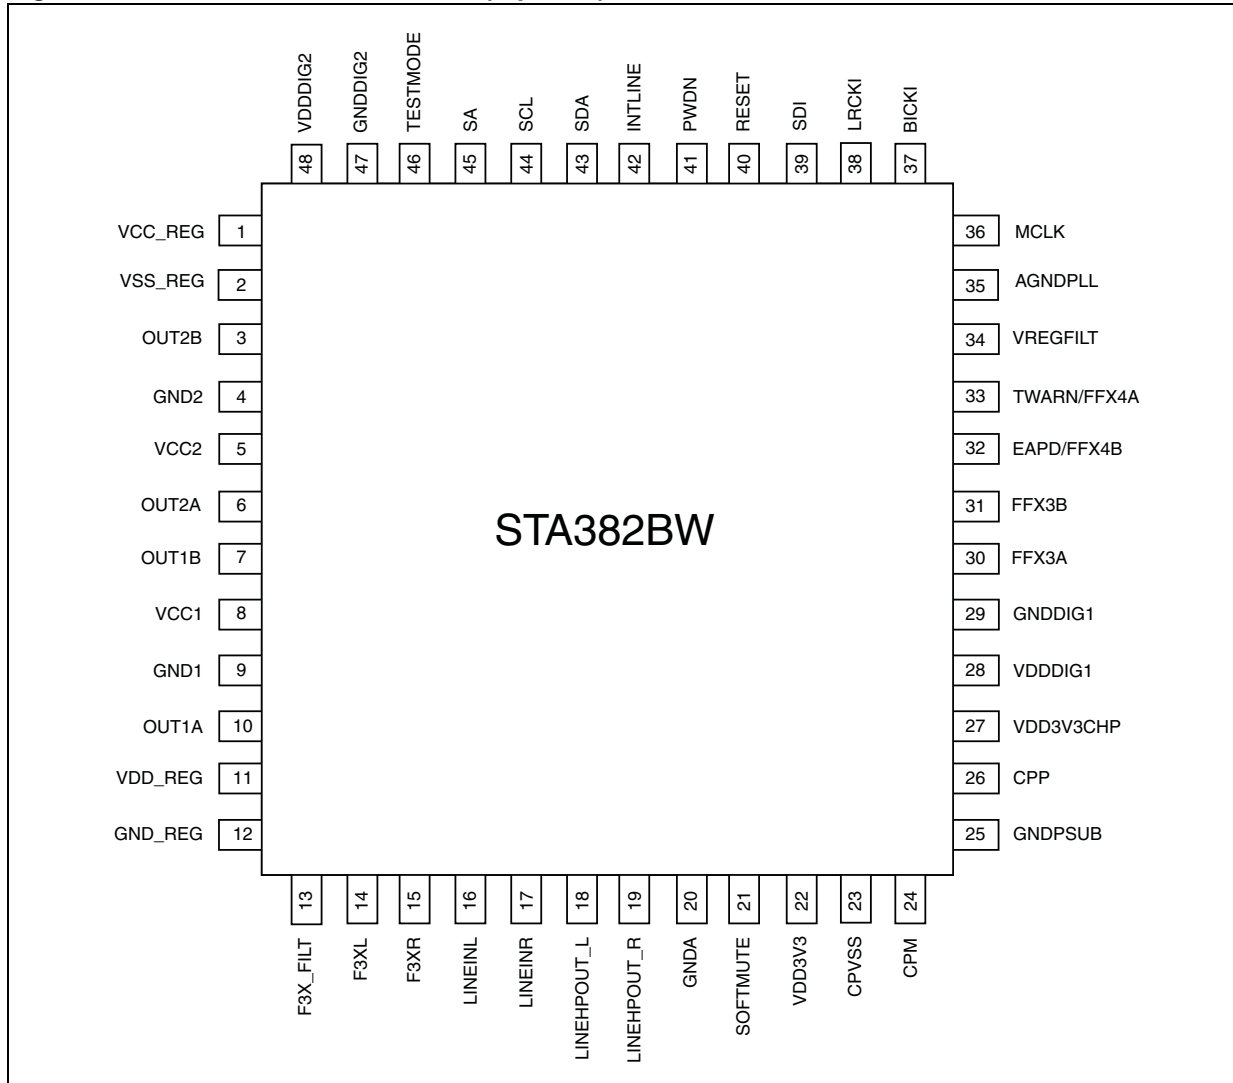 VDDDIG2
GNDDIG2
TESTMODE
SA
SCL
SDA
INTLINE
PWDN
RESET
SDI
LRCKI
BICKI
48
47
46
45
44
43
42
41
40
39
38
37
VCC_REG 1
VSS_REG 2
OUT2B 3
GND2 4
VCC2 5
OUT2A 6
OUT1B 7
VCC1 8
GND1 9
OUT1A 10
VDD_REG 11
GND_REG 12
STA382BW
36 MCLK
35 AGNDPLL
34 VREGFILT
33 TWARN/FFX4A
32 EAPD/FFX4B
31 FFX3B
30 FFX3A
29 GNDDIG1
28 VDDDIG1
27 VDD3V3CHP
26 CPP
25 GNDPSUB
13
14
15
16
17
18
19
20
21
22
23
24
F3X_FILT
F3XL
F3XR
LINEINL
LINEINR
LINEHPOUT_L
LINEHPOUT_R
GNDA
SOFTMUTE
VDD3V3
CPVSS
CPM